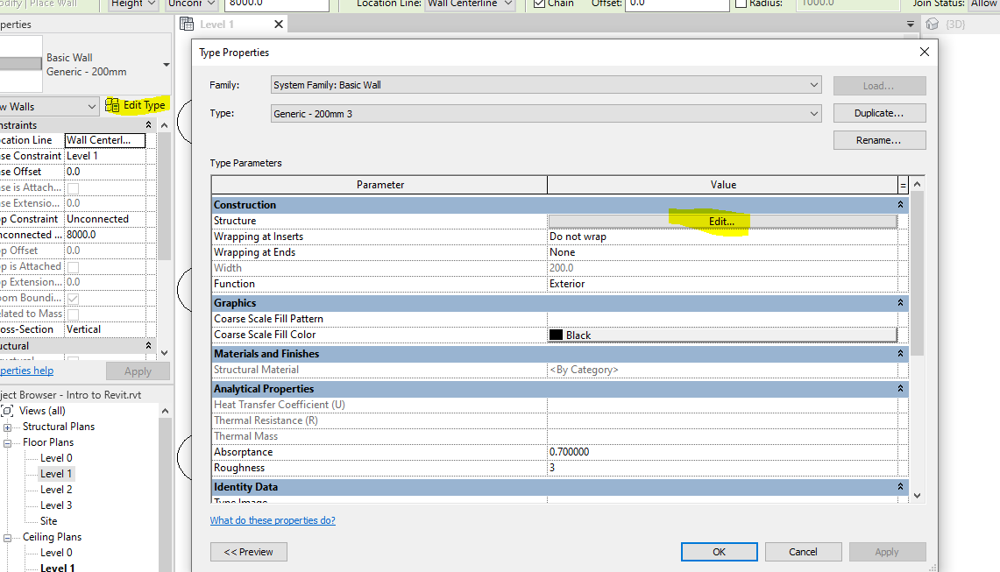 odify | Place Wall Height Unconr 8000.0 Location Line: Wall Centerline Chain Offset: 0.0 Radius: 1000.0 Join Status: Allow
operties
Level 1
(3D)
Basic Wall
Generic - 200mm
w Walls
Edit Type
nstraints
ocation Line Wall Centerl...
se Constraint Level 1
se Offset 0.0
se is Attach...
se Extensio... 0.0
op Constraint Unconnected
nconnected ... 8000.0
op Offset 0.0
op is Attached
op Extension... 0.0
oom Boundi...
elated to Mass
oss-Section Vertical
uctural
perties help
Apply
ject Browser - Intro to Revit.rvt
Views (all)
Structural Plans
Floor Plans
Level 0
Level 1
Level 2
Level 3
Site
Ceiling Plans
Level 0
Level 1
Type Properties
Family: System Family: Basic Wall Load...
Type: Generic - 200mm 3 Duplicate...
Rename...
Type Parameters
Parameter Value =
Construction
Structure Edit...
Wrapping at Inserts Do not wrap
Wrapping at Ends None
Width 200.0
Function Exterior
Graphics
Coarse Scale Fill Pattern
Coarse Scale Fill Color Black
Materials and Finishes
Structural Material <By Category>
Analytical Properties
Heat Transfer Coefficient (U)
Thermal Resistance (R)
Thermal Mass
Absorptance 0.700000
Roughness 3
Identity Data
Type Image
What do these properties do?
<< Preview OK Cancel Apply